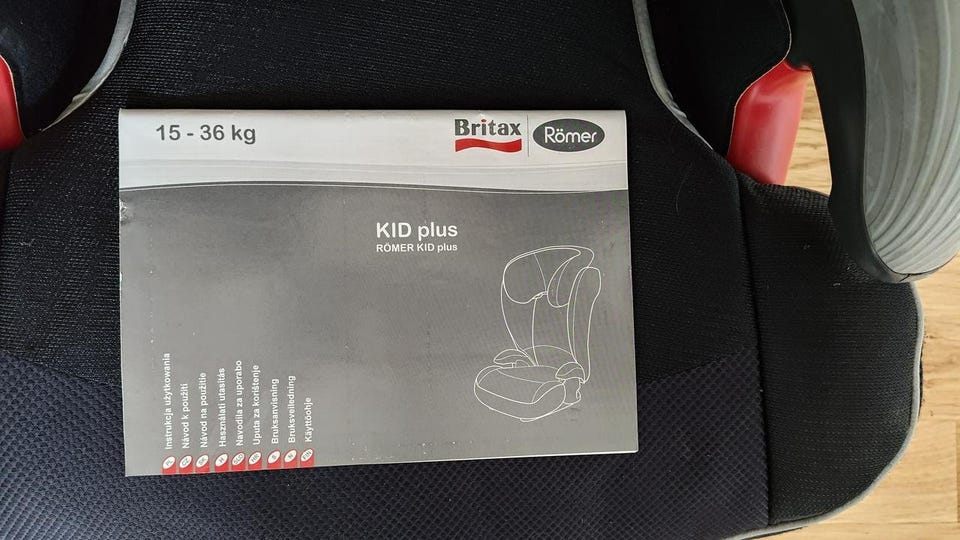 15 - 36 kg
Britax
Römer
KID plus
RÖMER KID plus
Instrukcja użytkowania
Návod k použití
Návod na použitie
Használati utasítás
Navodila za uporabo
Uputa za korištenje
Bruksanvisning
Bruksveiledning
Käyttöohje